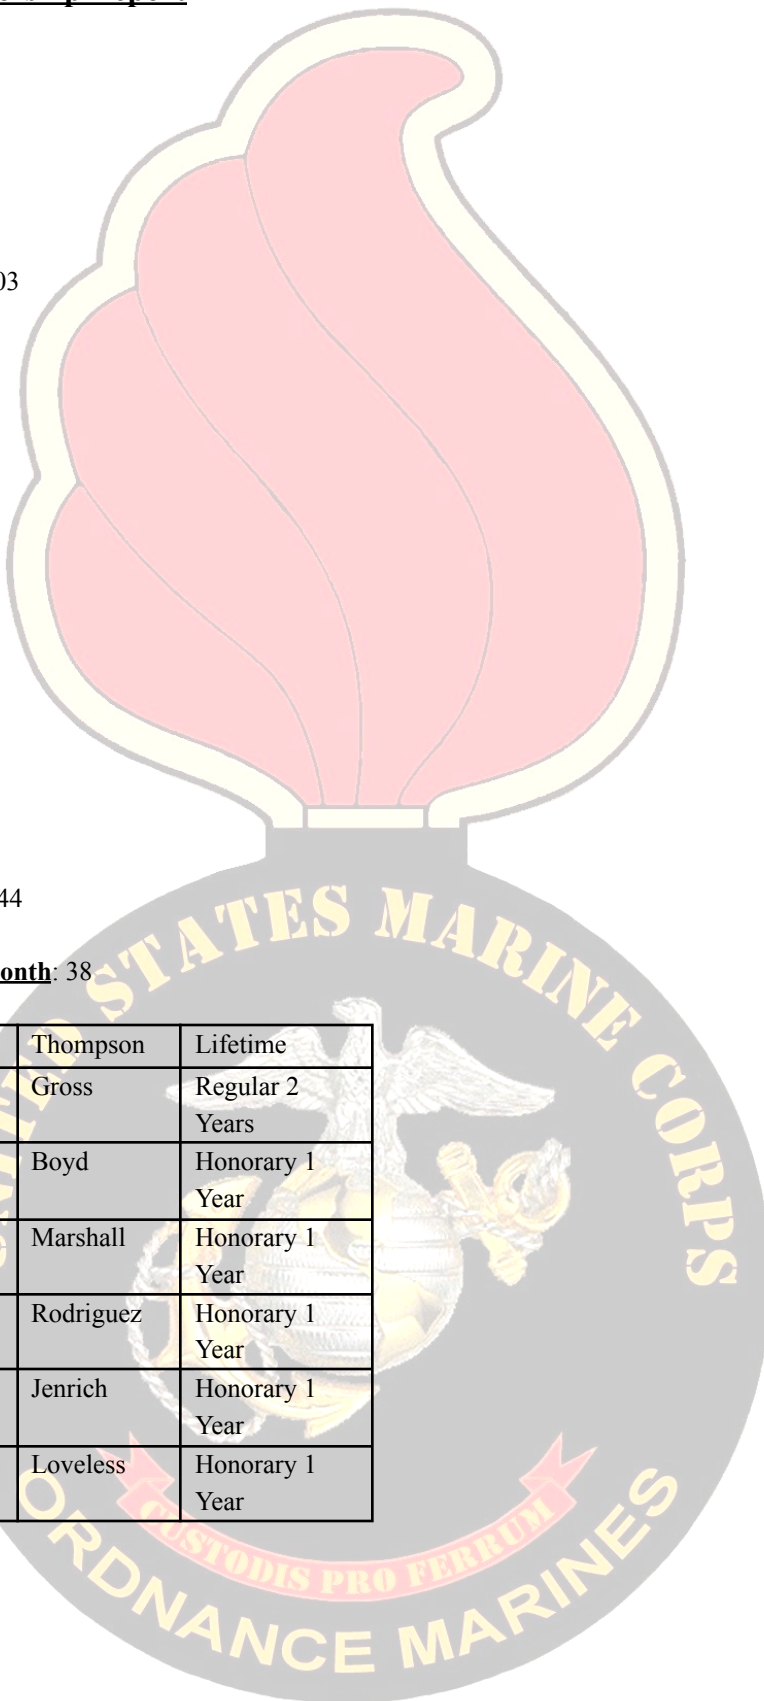 03
44
onth: 38
Thompson Lifetime
Gross Regular 2
Years
Boyd Honorary 1
Year
Marshall Honorary 1
Year
Rodriguez Honorary 1
Year
Jenrich Honorary 1
Year
Loveless Honorary 1
Year
UNITED STATES MARINE CORPS
CUSTODIS PRO FERRUM
ORDNANCE MARINES